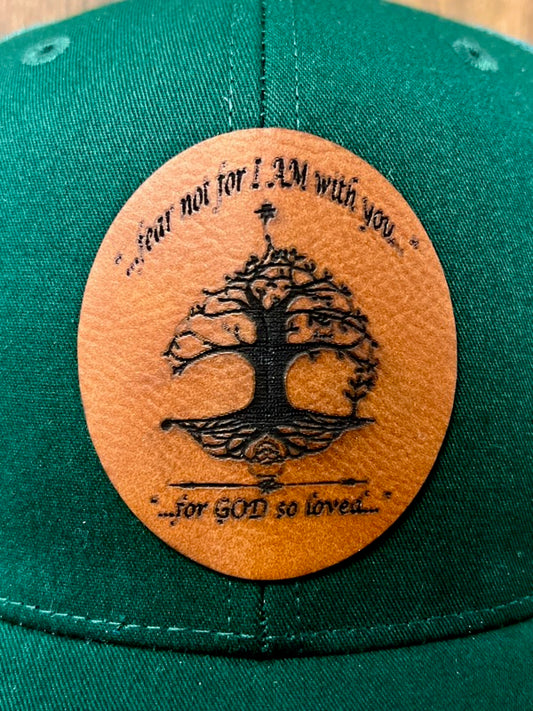 "...fear not for I AM with you..."
"...for GOD so loved..."